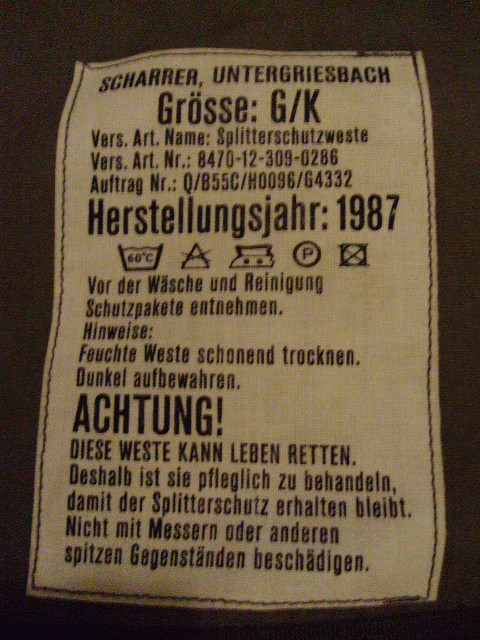 SCHARRER, UNTERGRIESBACH
Grösse: G/K
Vers. Art. Name: Splitterschutzweste
Vers. Art. Nr.: 8470-12-309-0286
Auftrag Nr.: Q/B55C/H0096/G4332
Herstellungsjahr: 1987
60°C P
Vor der Wäsche und Reinigung
Schutzpakete entnehmen.
Hinweise:
Feuchte Weste schonend trocknen.
Dunkel aufbewahren.
ACHTUNG!
DIESE WESTE KANN LEBEN RETTEN.
Deshalb ist sie pfleglich zu behandeln,
damit der Splitterschutz erhalten bleibt.
Nicht mit Messern oder anderen
spitzen Gegenständen beschädigen.